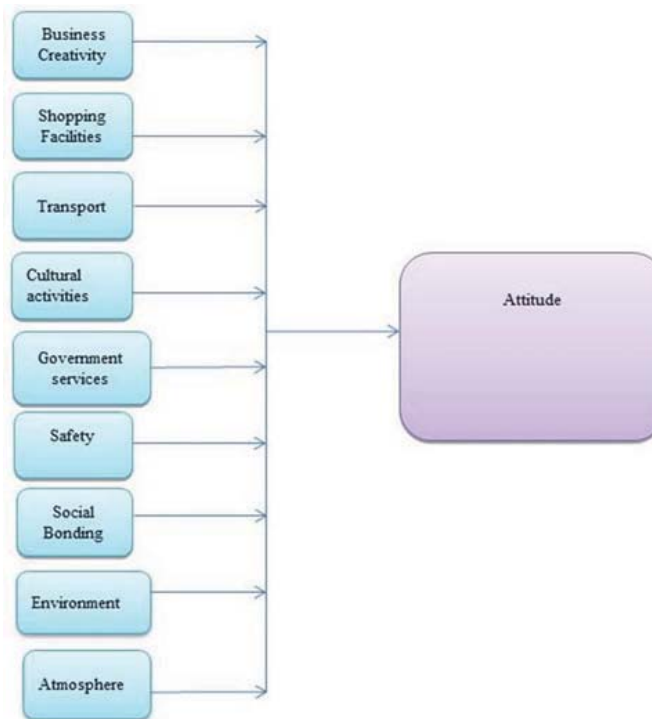 Business
Creativity
Shopping
Facilities
Transport
Cultural
activities
Government
services
Attitude
Safety
Social
Bonding
Environment
Atmosphere